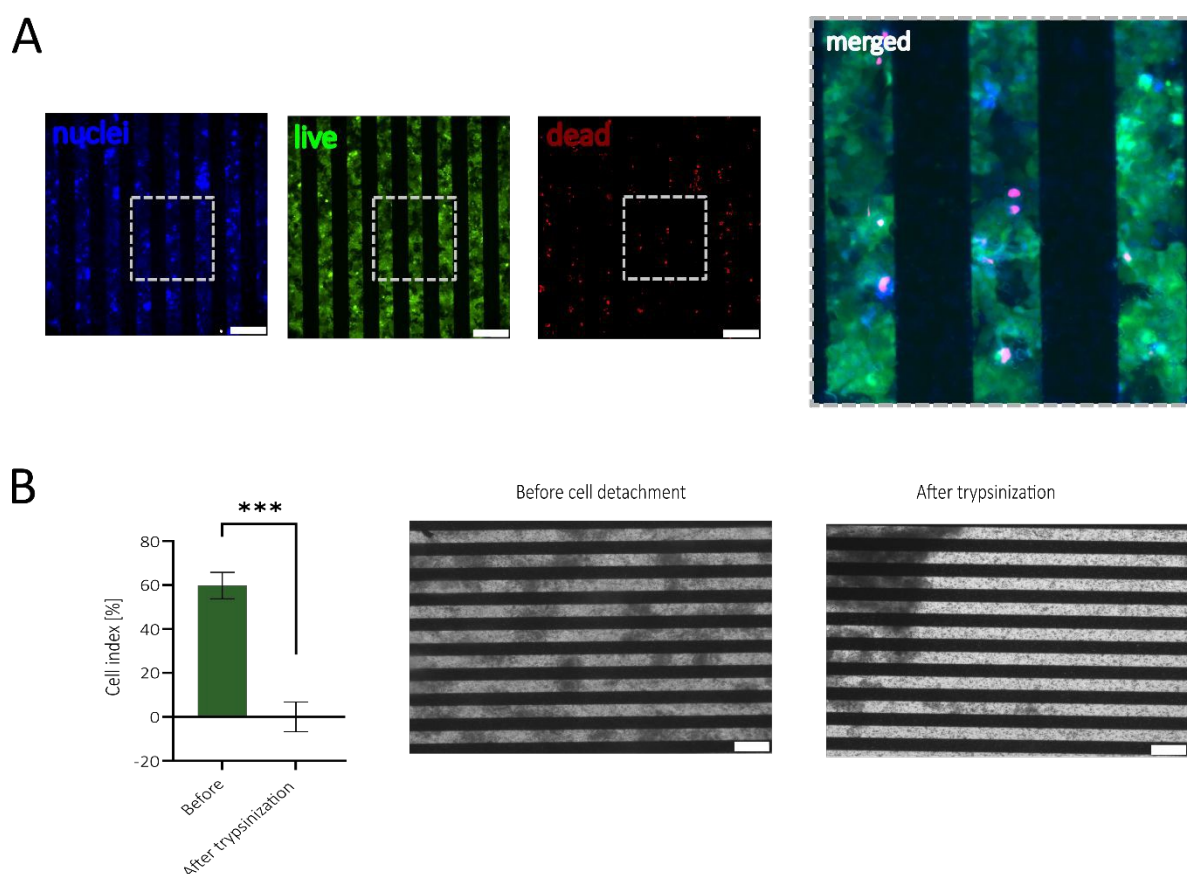 A
nuclei
live
dead
merged
B
***
Cell index [%]
80
60
40
20
0
-20
Before
After trypsinization
Before cell detachment
After trypsinization